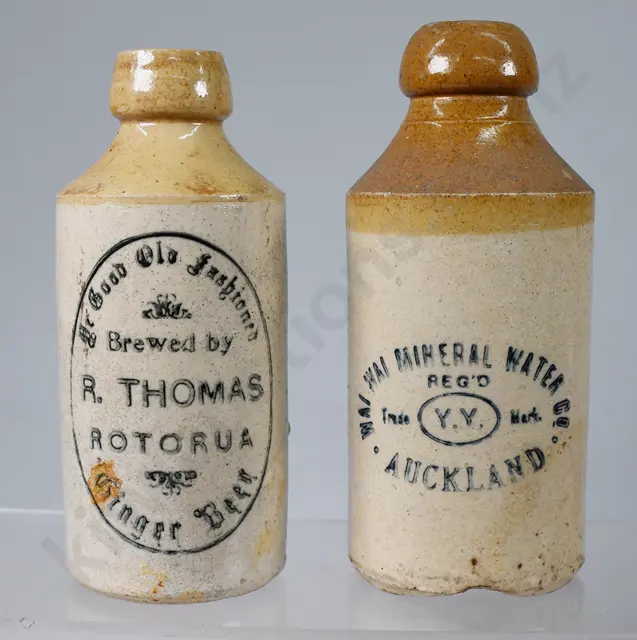 Ye Good Old Fashioned
Brewed by
R. THOMAS
ROTORUA
Ginger Beer
WAI WAI MINERAL WATER Co.
REG'D
Trade Y.Y. Mark.
• AUCKLAND •